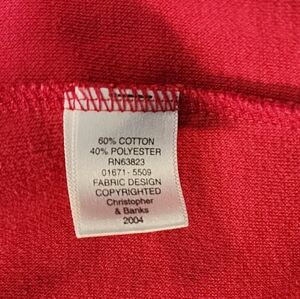 60% COTTON
40% POLYESTER
RN63823
01671-5509
FABRIC DESIGN
COPYRIGHTED
Christopher
& Banks
2004